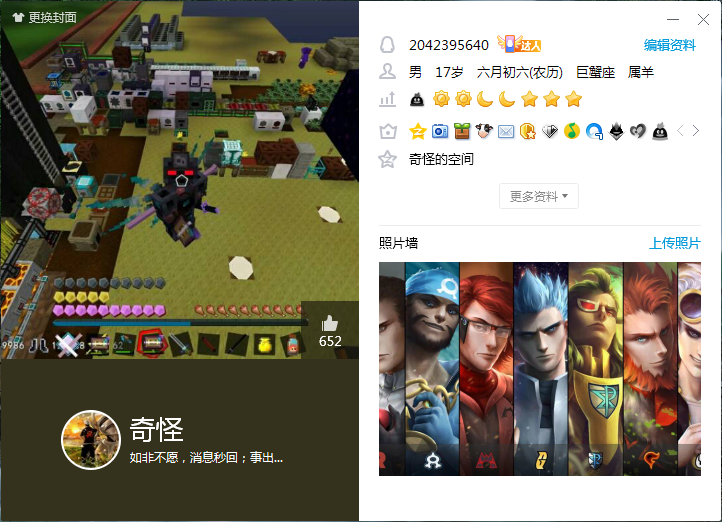 更换封面
652
奇怪
如非不愿，消息秒回；事出...
2042395640 达人 编辑资料
男 17岁 六月初六(农历) 巨蟹座 属羊
奇怪的空间
更多资料
照片墙 上传照片